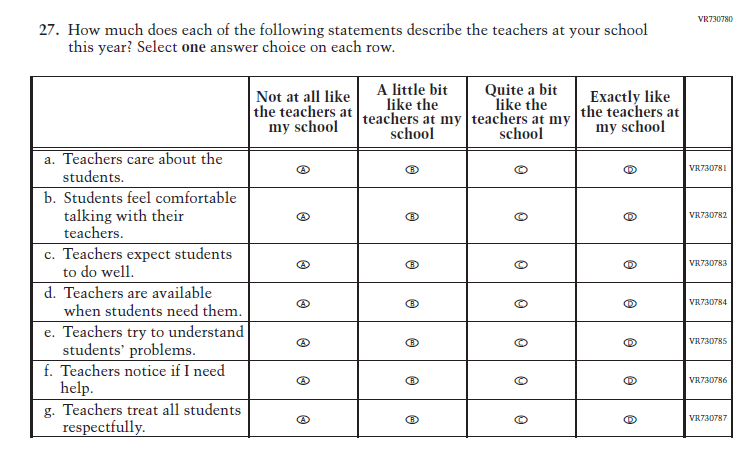 VR730780
27. How much does each of the following statements describe the teachers at your school
this year? Select one answer choice on each row.
Not at all like
the teachers at
my school
A little bit
like the
teachers at my
school
Quite a bit
like the
teachers at my
school
Exactly like
the teachers at
my school
a. Teachers care about the
students.
A B C D VR730781
b. Students feel comfortable
talking with their
teachers.
A B C D VR730782
c. Teachers expect students
to do well.
A B C D VR730783
d. Teachers are available
when students need them.
A B C D VR730784
e. Teachers try to understand
students’ problems.
A B C D VR730785
f. Teachers notice if I need
help.
A B C D VR730786
g. Teachers treat all students
respectfully.
A B C D VR730787